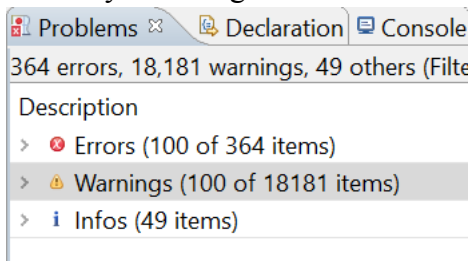 Problems Declaration Console
364 errors, 18,181 warnings, 49 others (Filte
Description
Errors (100 of 364 items)
Warnings (100 of 18181 items)
Infos (49 items)